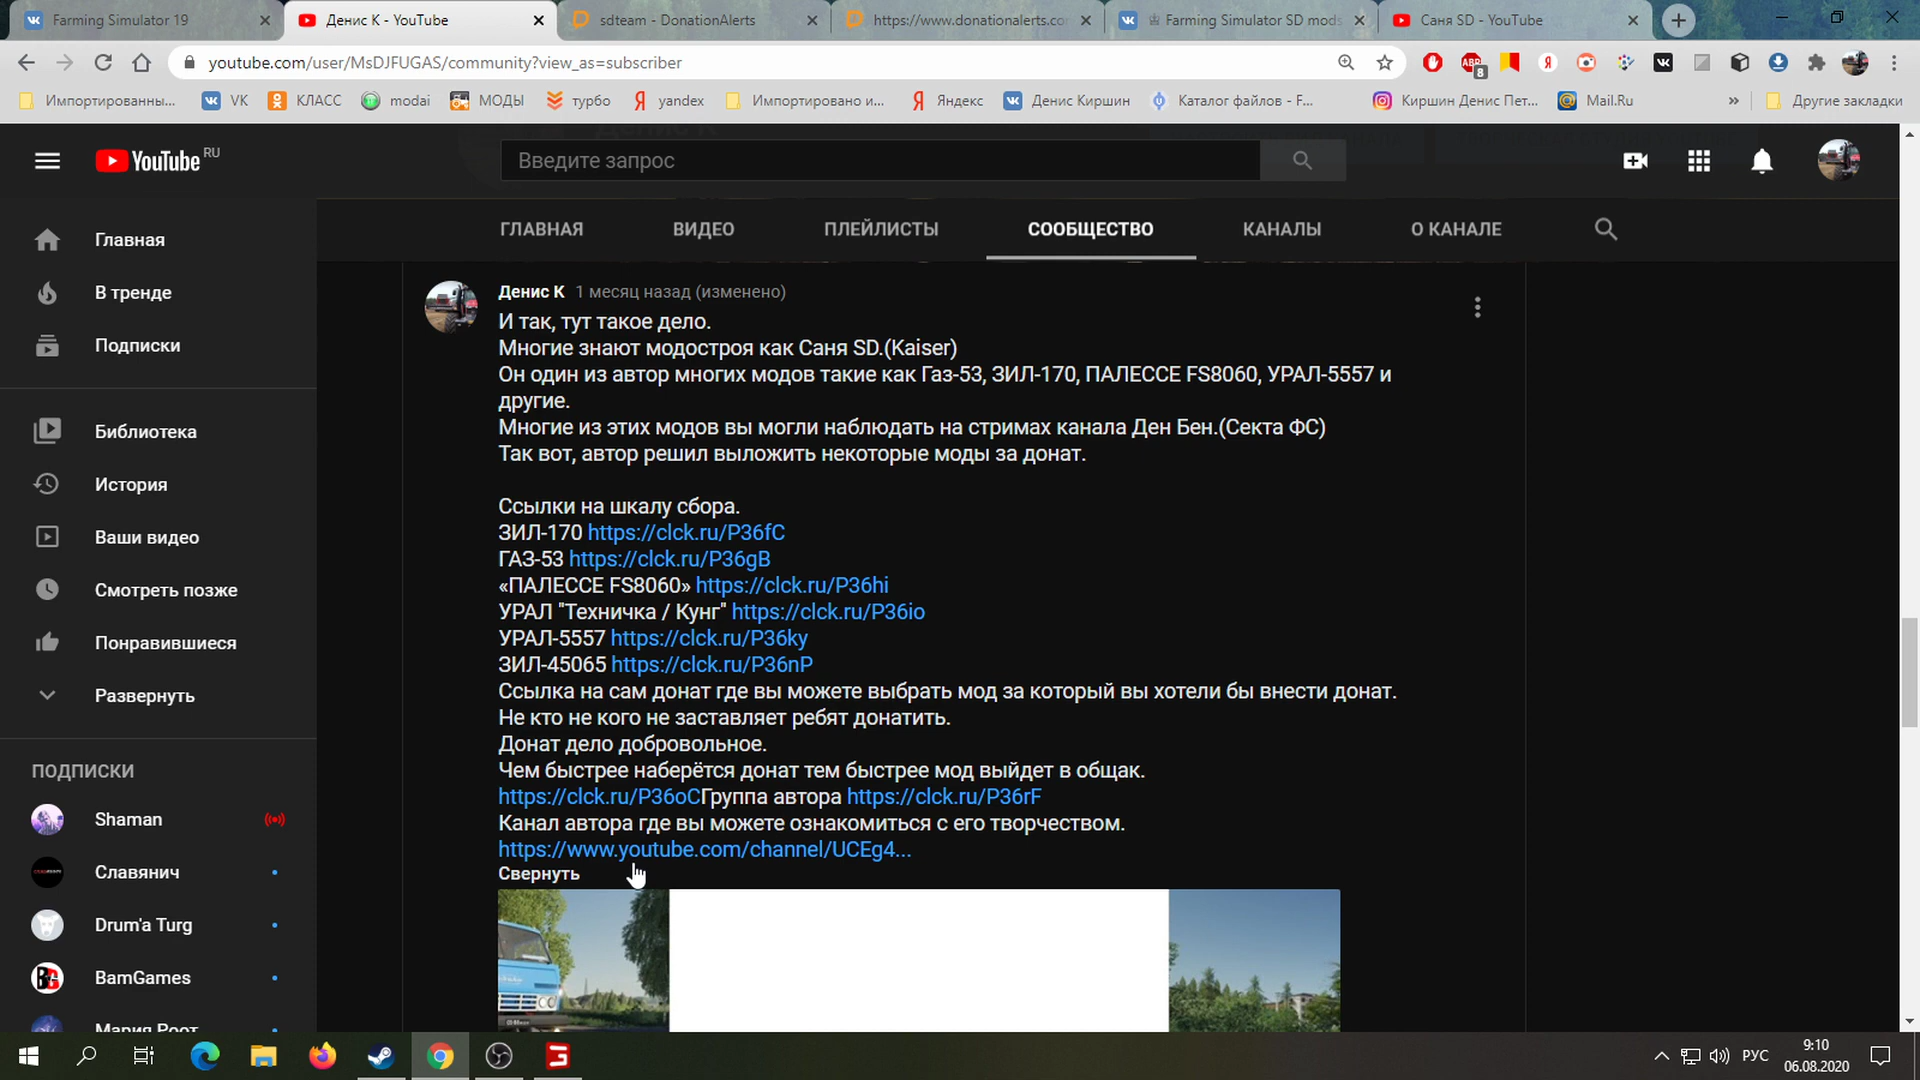 Farming Simulator 19
Денис К - YouTube
sdteam - DonationAlerts
https://www.donationalerts.co
Farming Simulator SD mods
Саня SD - YouTube
youtube.com/user/MsDJFUGAS/community?view_as=subscriber
ABP
8
Импортированны...
VK
КЛАСС
modai
МОДЫ
турбо
yandex
Импортировано и...
Яндекс
Денис Киршин
Каталог файлов - F...
Киршин Денис Пет...
Mail.Ru
»
Другие закладки
YouTube RU
Введите запрос
ГЛАВНАЯ
ВИДЕО
ПЛЕЙЛИСТЫ
СООБЩЕСТВО
КАНАЛЫ
О КАНАЛЕ
Главная
В тренде
Подписки
Библиотека
История
Ваши видео
Смотреть позже
Понравившиеся
Развернуть
ПОДПИСКИ
Shaman
Славянич
Drum'a Turg
BamGames
Мария Роот
Денис К 1 месяц назад (изменено)
И так, тут такое дело.
Многие знают модостроя как Саня SD.(Kaiser)
Он один из автор многих модов такие как Газ-53, ЗИЛ-170, ПАЛЕССЕ FS8060, УРАЛ-5557 и
другие.
Многие из этих модов вы могли наблюдать на стримах канала Ден Бен.(Секта ФС)
Так вот, автор решил выложить некоторые моды за донат.
Ссылки на шкалу сбора.
ЗИЛ-170 https://clck.ru/P36fC
ГАЗ-53 https://clck.ru/P36gB
«ПАЛЕССЕ FS8060» https://clck.ru/P36hi
УРАЛ "Техничка / Кунг" https://clck.ru/P36io
УРАЛ-5557 https://clck.ru/P36ky
ЗИЛ-45065 https://clck.ru/P36nP
Ссылка на сам донат где вы можете выбрать мод за который вы хотели бы внести донат.
Не кто не кого не заставляет ребят донатить.
Донат дело добровольное.
Чем быстрее наберётся донат тем быстрее мод выйдет в общак.
https://clck.ru/P36oCГруппа автора https://clck.ru/P36rF
Канал автора где вы можете ознакомиться с его творчеством.
https://www.youtube.com/channel/UCEg4...
Свернуть
РУС
9:10
06.08.2020